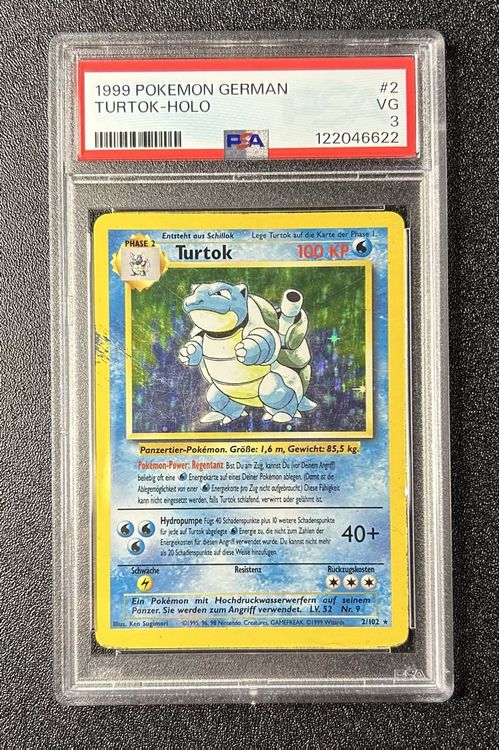 1999 POKEMON GERMAN #2
TURTOK-HOLO VG
3
PSA 122046622
Entsteht aus Schillok Lege Turtok auf die Karte der Phase 1.
PHASE 2
Turtok 100 KP
Panzertier-Pokémon. Größe: 1,6 m, Gewicht: 85,5 kg.
Pokémon-Power: Regentanz Bist Du am Zug, kannst Du (vor Deinem Angriff)
beliebig oft eine Energiekarte auf eines Deiner Pokémon ablegen. (Damit ist die
Ablegemöglichkeit von einer Energiekarte pro Zug nicht aufgebraucht.) Diese Fähigkeit
kann nicht eingesetzt werden, falls Turtok schlafend, verwirrt oder gelähmt ist.
Hydropumpe Fügt 40 Schadenspunkte plus 10 weitere Schadenspunkte
für jede auf Turtok abgelegte Energie zu, die nicht zum Zahlen der
Energiekosten für diesen Angriff verwendet wurde. Du kannst nicht mehr
als 20 Schadenspunkte auf diese Weise hinzufügen.
40+
Schwäche Resistenz Rückzugskosten
Ein Pokémon mit Hochdruckwasserwerfern auf seinem
Panzer. Sie werden zum Angriff verwendet. LV. 52 Nr. 9
Illus. Ken Sugimori ©1995, 96, 98 Nintendo, Creatures, GAMEFREAK. ©1999 Wizards. 2/102 ★
PSA